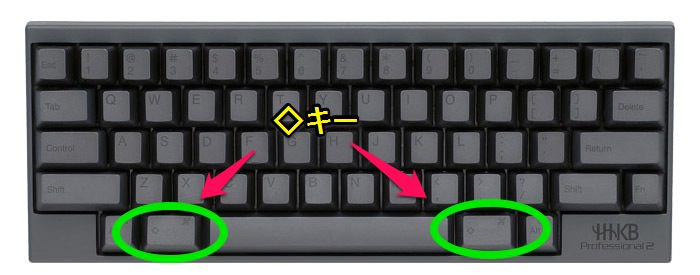 ◇キー
Esc ! 1 @ 2 # 3 $ 4 % 5 ^ 6 & 7 * 8 ( 9 ) 0
Tab Q W E R T Y U I O P Delete
Control A S D F G H J K L Return
Shift Z X C V B N < > ? / Shift Fn
◇ ◇ Alt
HHKB
Professional 2